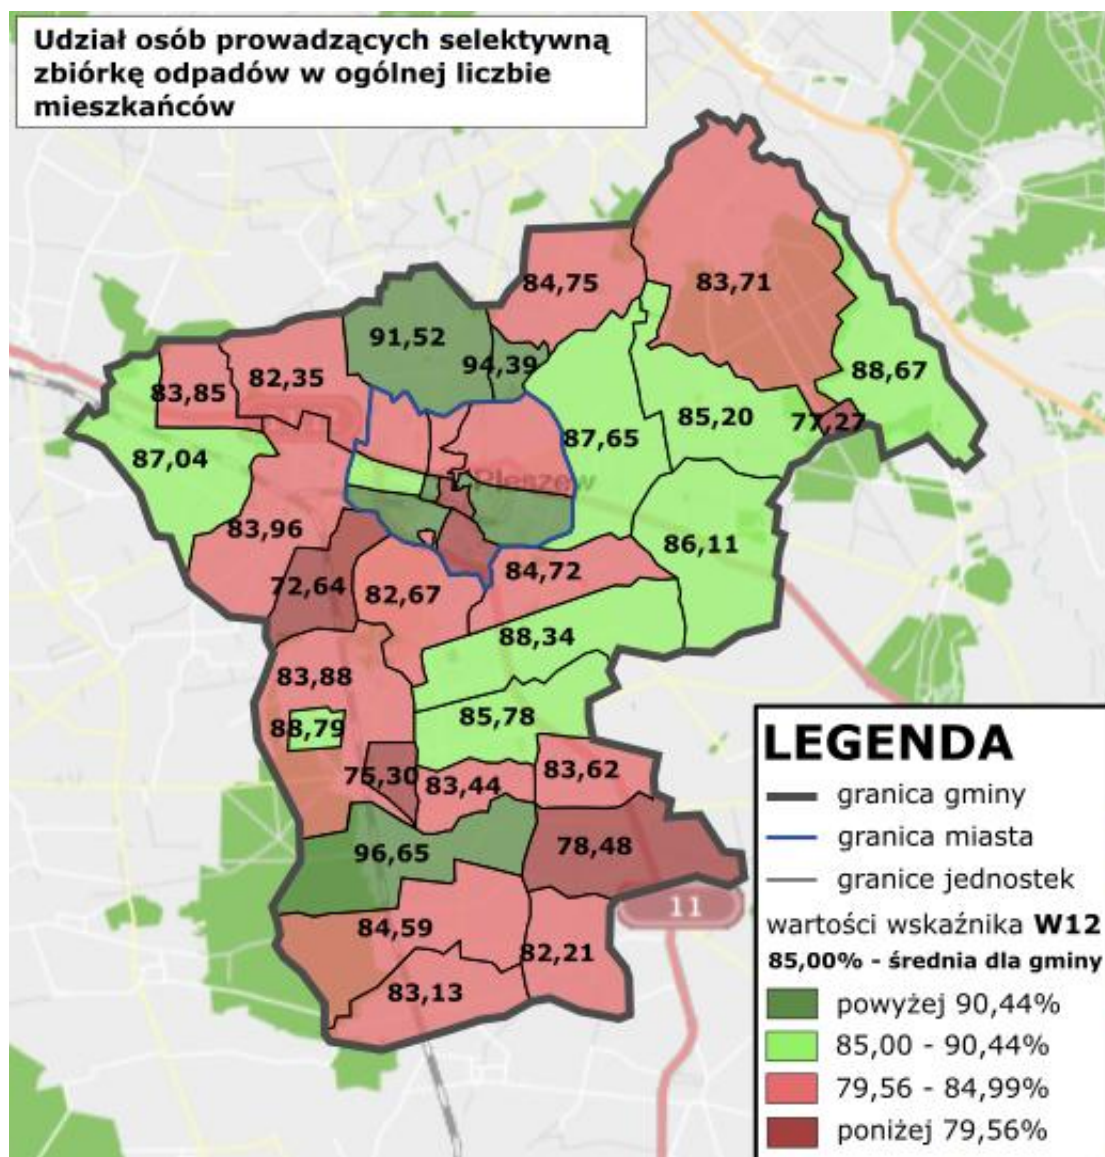 Udział osób prowadzących selektywną
zbiórkę odpadów w ogólnej liczbie
mieszkańców
84,75
83,71
91,52
94,39
88,67
83,85
82,35
85,20
77,27
87,65
87,04
Pleszew
83,96
86,11
72,64
82,67
84,72
88,34
83,88
85,78
88,79
75,30
83,44
83,62
96,65
78,48
84,59
82,21
83,13
11
LEGENDA
granica gminy
granica miasta
granice jednostek
wartości wskaźnika W12
85,00% - średnia dla gminy
powyżej 90,44%
85,00 - 90,44%
79,56 - 84,99%
poniżej 79,56%